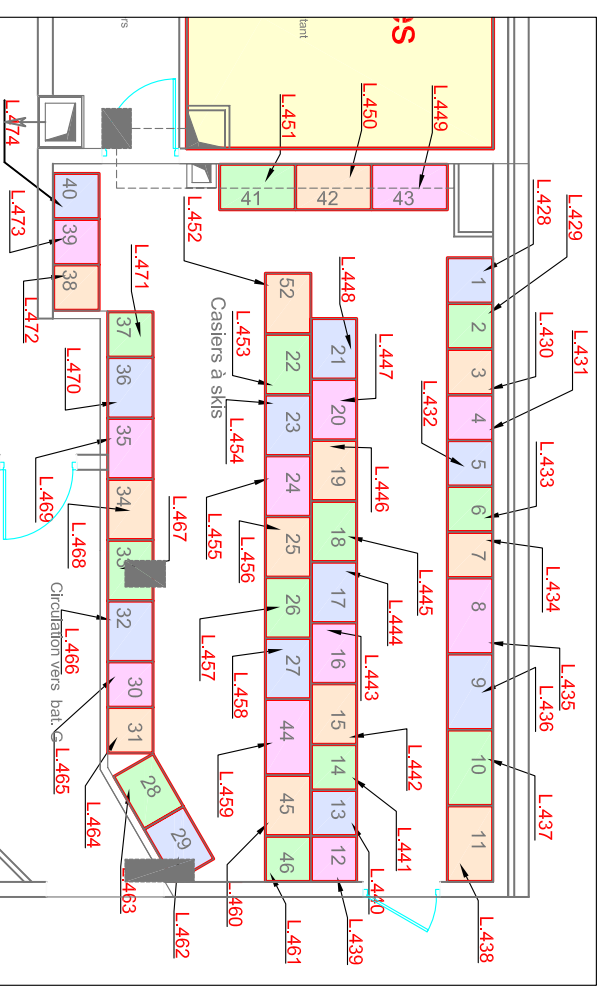 es
rs
tant
L.449
L.450
L.451
L.474
L.473
L.472
L.452
L.428
L.429
L.430
L.431
L.432
L.433
L.434
L.435
L.436
L.437
L.438
L.448
L.447
L.446
L.445
L.444
L.443
L.442
L.441
L.440
L.439
L.453
L.454
L.455
L.456
L.457
L.458
L.459
L.460
L.461
L.471
L.470
L.469
L.468
L.467
L.466
L.465
L.464
L.463
L.462
Casiers à skis
Circulation vers bat. G
41
42
43
40
39
38
1
2
3
4
5
6
7
8
9
10
11
21
20
19
18
17
16
15
14
13
12
52
22
23
24
25
26
27
44
45
46
37
36
35
34
33
32
30
31
28
29